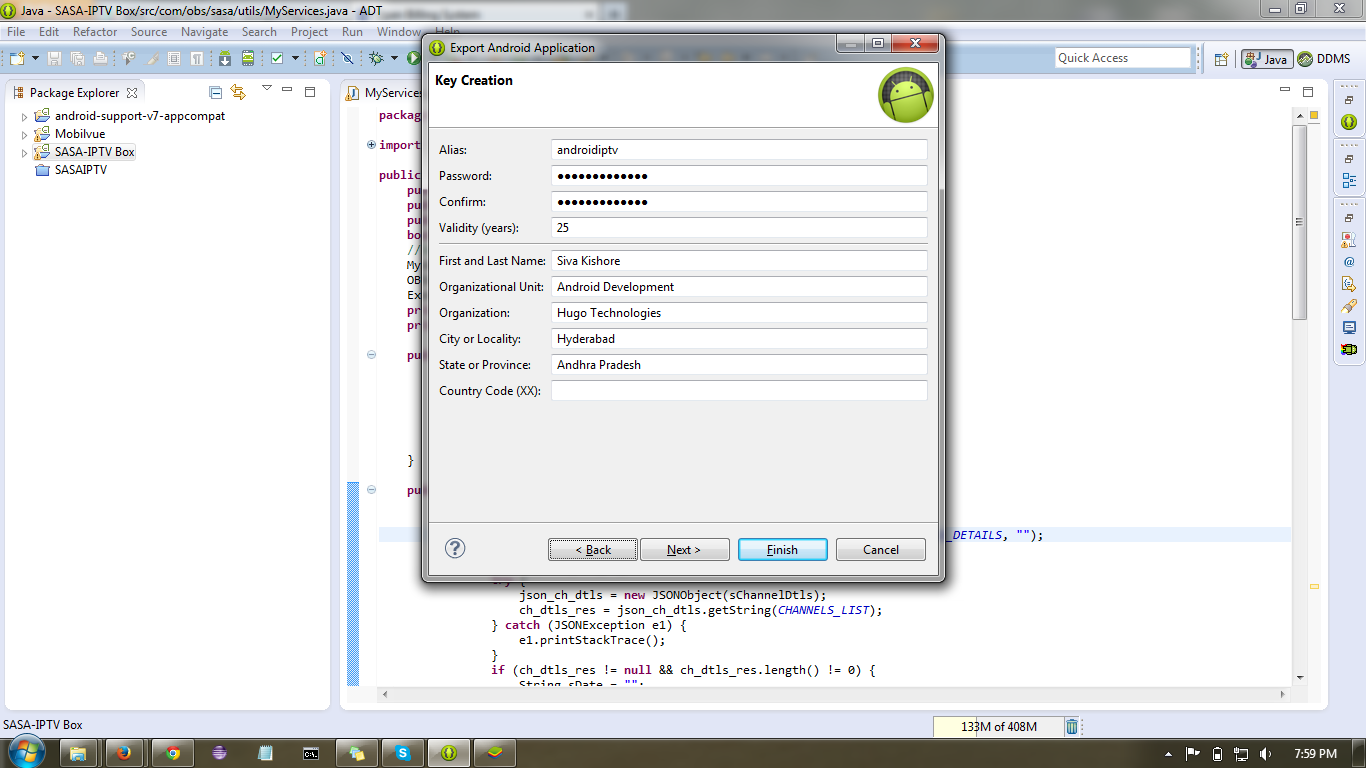 Java - SASA-IPTV Box/src/com/obs/sasa/utils/MyServices.java - ADT
File Edit Refactor Source Navigate Search Project Run Window Help
Quick Access
Java
DDMS
Package Explorer
android-support-v7-appcompat
Mobilvue
SASA-IPTV Box
SASAIPTV
MyServices
packag
import
public
pu
pu
pu
bo
//
My
OB
Ex
pr
pr
pu
}
pu
_DETAILS, "");
try {
json_ch_dtls = new JSONObject(sChannelDtls);
ch_dtls_res = json_ch_dtls.getString(CHANNELS_LIST);
} catch (JSONException e1) {
e1.printStackTrace();
}
if (ch_dtls_res != null && ch_dtls_res.length() != 0) {
String sDate = "";
Export Android Application
Key Creation
Alias: androidiptv
Password: ●●●●●●●●●●●●●
Confirm: ●●●●●●●●●●●●●
Validity (years): 25
First and Last Name: Siva Kishore
Organizational Unit: Android Development
Organization: Hugo Technologies
City or Locality: Hyderabad
State or Province: Andhra Pradesh
Country Code (XX):
?
< Back
Next >
Finish
Cancel
SASA-IPTV Box
133M of 408M
7:59 PM